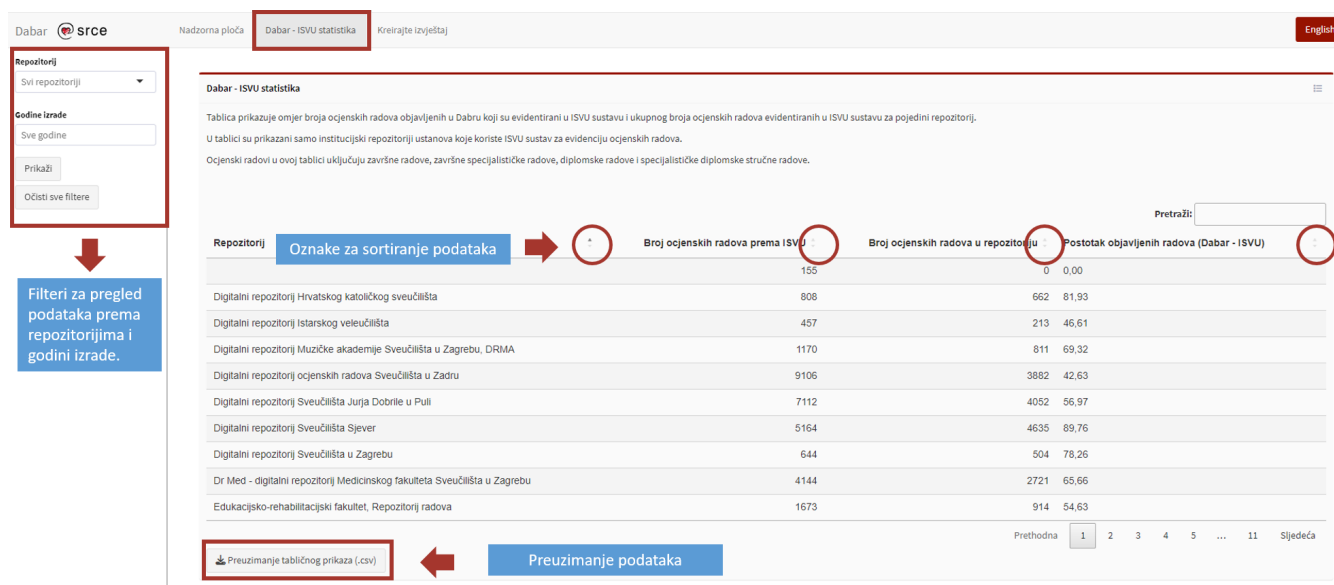 Dabar srce
Nadzorna ploča
Dabar - ISVU statistika
Kreirajte izvještaj
English
Repozitorij
Svi repozitoriji
Godine izrade
Sve godine
Prikaži
Očisti sve filtere
Filteri za pregled
podataka prema
repozitorijima i
godini izrade.
Dabar - ISVU statistika
Tablica prikazuje omjer broja ocjenskih radova objavljenih u Dabru koji su evidentirani u ISVU sustavu i ukupnog broja ocjenskih radova evidentiranih u ISVU sustavu za pojedini repozitorij.
U tablici su prikazani samo institucijski repozitoriji ustanova koje koriste ISVU sustav za evidenciju ocjenskih radova.
Ocjenski radovi u ovoj tablici uključuju završne radove, završne specijalističke radove, diplomske radove i specijalističke diplomske stručne radove.
Pretraži:
Oznake za sortiranje podataka
Repozitorij Broj ocjenskih radova prema ISVU Broj ocjenskih radova u repozitoriju Postotak objavljenih radova (Dabar - ISVU)
155 0 0,00
Digitalni repozitorij Hrvatskog katoličkog sveučilišta 808 662 81,93
Digitalni repozitorij Istarskog veleučilišta 457 213 46,61
Digitalni repozitorij Muzičke akademije Sveučilišta u Zagrebu, DRMA 1170 811 69,32
Digitalni repozitorij ocjenskih radova Sveučilišta u Zadru 9106 3882 42,63
Digitalni repozitorij Sveučilišta Jurja Dobrile u Puli 7112 4052 56,97
Digitalni repozitorij Sveučilišta Sjever 5164 4635 89,76
Digitalni repozitorij Sveučilišta u Zagrebu 644 504 78,26
Dr Med - digitalni repozitorij Medicinskog fakulteta Sveučilišta u Zagrebu 4144 2721 65,66
Edukacijsko-rehabilitacijski fakultet, Repozitorij radova 1673 914 54,63
Prethodna 1 2 3 4 5 ... 11 Sljedeća
Preuzimanje tabličnog prikaza (.csv)
Preuzimanje podataka